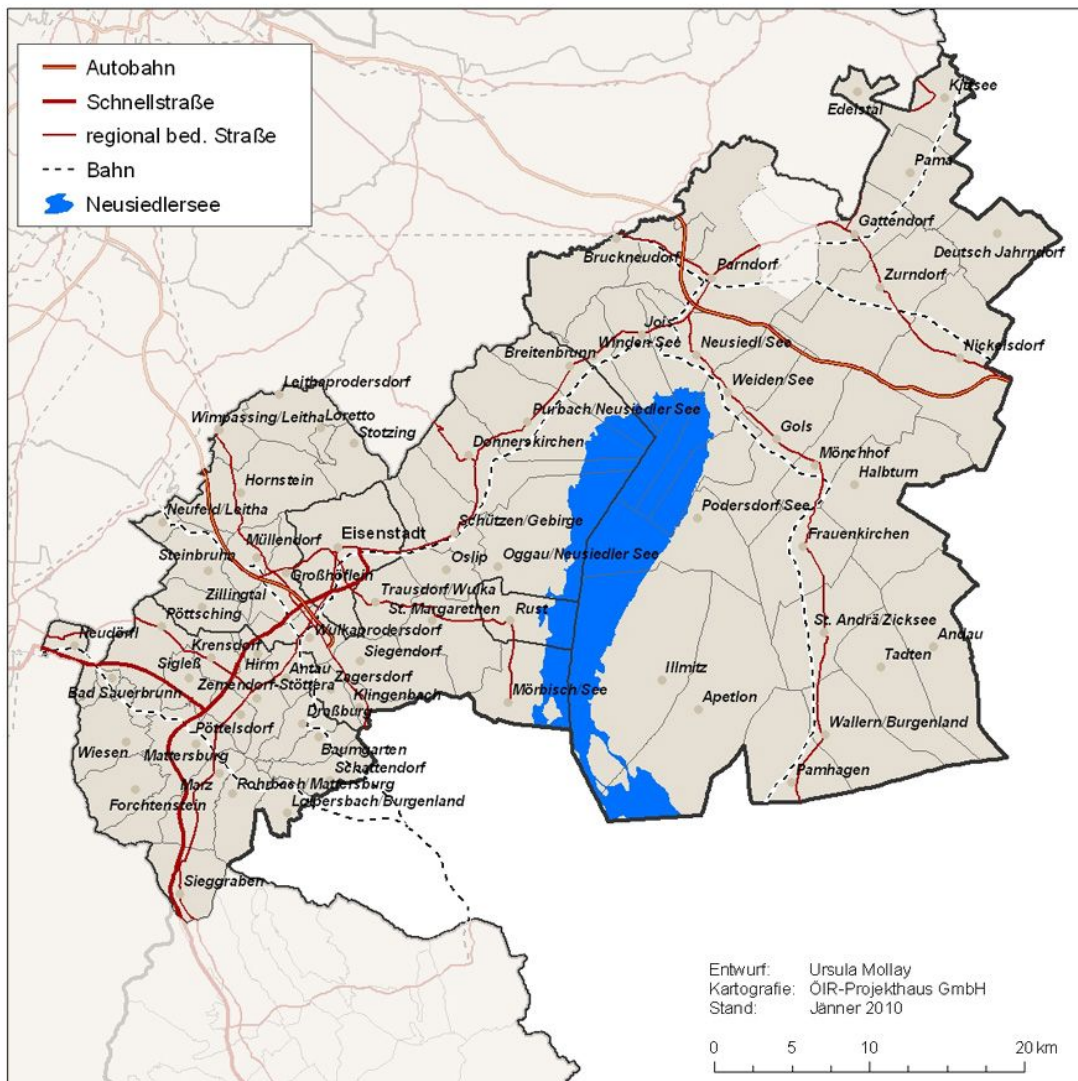 Autobahn
Schnellstraße
regional bed. Straße
Bahn
Neusiedlersee
Kittsee
Edelstal
Pama
Gattendorf
Deutsch Jahrndorf
Bruckneudorf
Parndorf
Zurndorf
Nickelsdorf
Jois
Winden/See
Neusiedl/See
Breitenbrunn
Weiden/See
Leithaprodersdorf
Wimpassing/Leitha
Loretto
Stotzing
Purbach/Neusiedler See
Donnerskirchen
Gols
Mönchhof
Halbturn
Hornstein
Neufeld/Leitha
Podersdorf/See
Schützen/Gebirge
Eisenstadt
Frauenkirchen
Müllendorf
Steinbrunn
Oslip
Oggau/Neusiedler See
Großhöflein
Zillingtal
Trausdorf/Wulka
Pöttsching
St. Margarethen
Rust
St. Andrä/Zicksee
Andau
Neudörfl
Wulkaprodersdorf
Krensdorf
Siegendorf
Tadten
Sigleß
Hirm
Antau
Zagersdorf
Illmitz
Bad Sauerbrunn
Zemendorf-Stöttera
Klingenbach
Mörbisch/See
Apetlon
Draßburg
Pöttelsdorf
Wallern/Burgenland
Wiesen
Mattersburg
Baumgarten
Schattendorf
Pamhagen
Marz
Rohrbach/Mattersburg
Forchtenstein
Loipersbach/Burgenland
Sieggraben
Entwurf: Ursula Mollay
Kartografie: ÖIR-Projekthaus GmbH
Stand: Jänner 2010
0 5 10 20 km